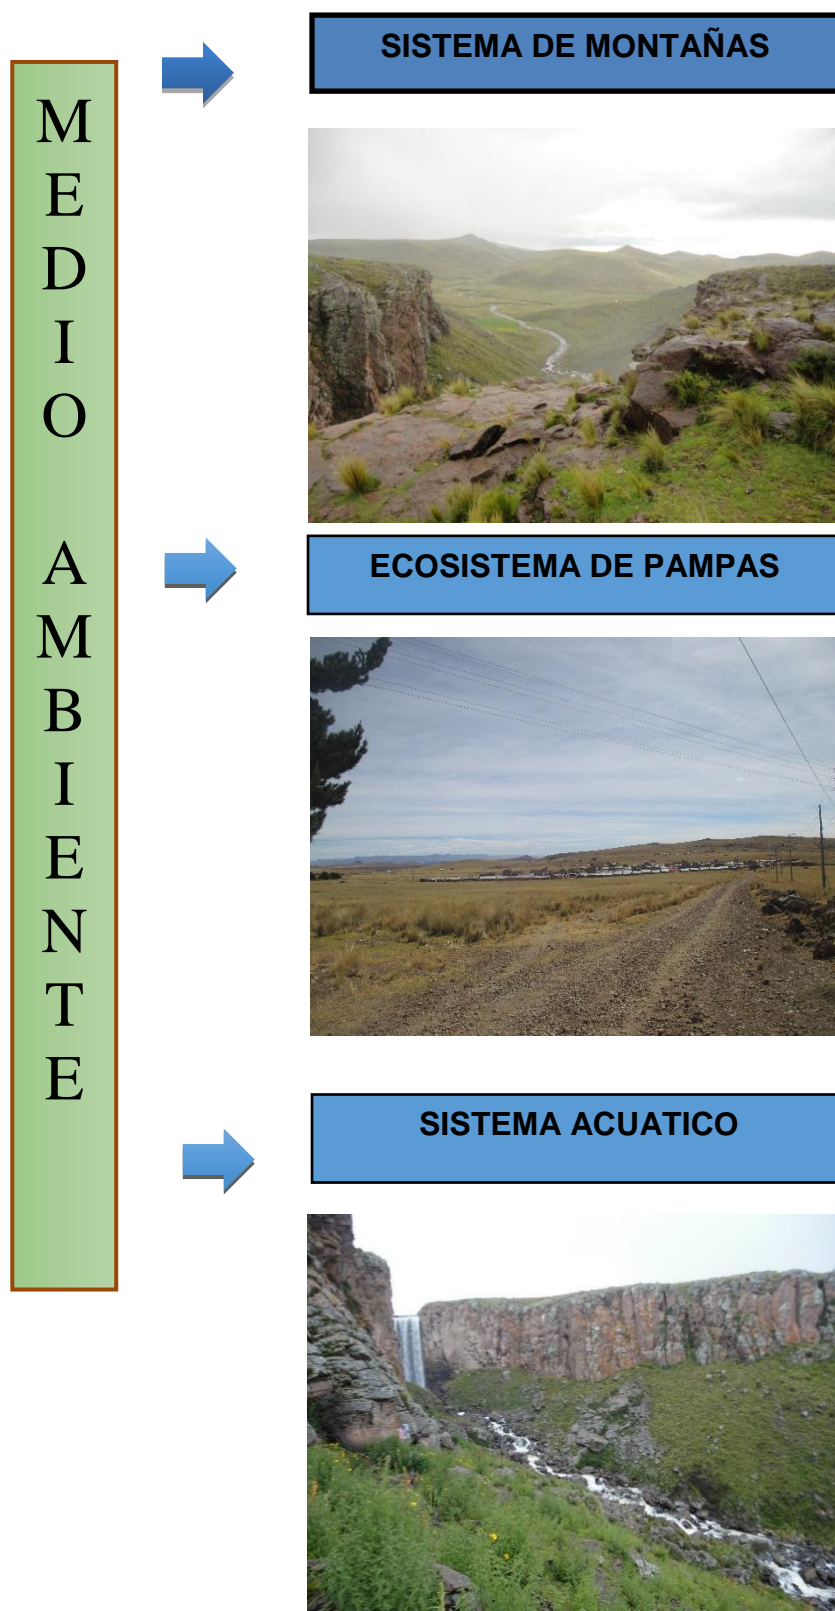 MEDIO AMBIENTE
SISTEMA DE MONTAÑAS
ECOSISTEMA DE PAMPAS
SISTEMA ACUATICO